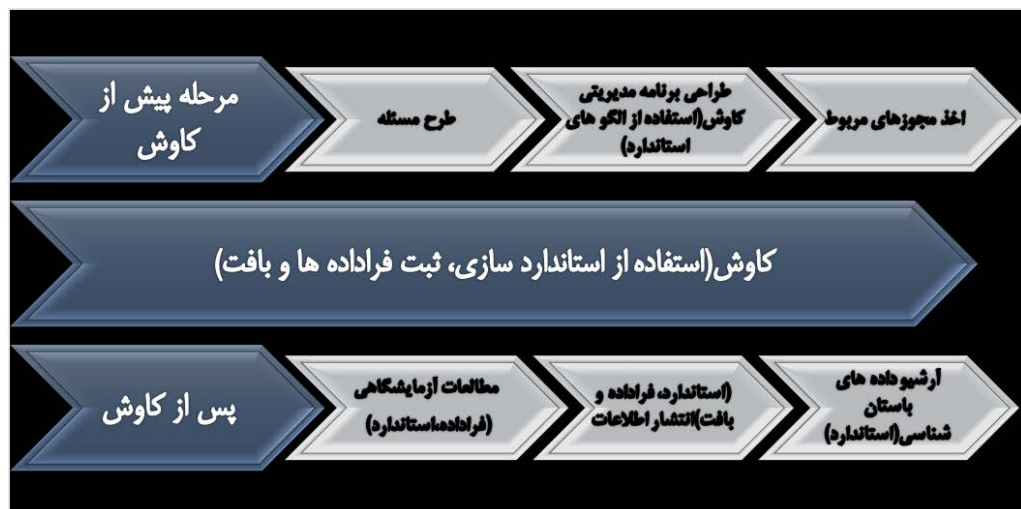 مرحله پیش از
کاوش
طرح مسئله
طراحی برنامه مدیریتی
کاوش(استفاده از الگو های
استاندارد)
اخذ مجوزهای مربوط
کاوش(استفاده از استاندارد سازی، ثبت فراداده ها و بافت)
پس از کاوش
مطالعات آزمایشگاهی
(فراداده،استاندارد)
(استاندارد، فراداده و
بافت)انتشار اطلاعات
آرشیو داده های
باستان
شناسی(استاندارد)